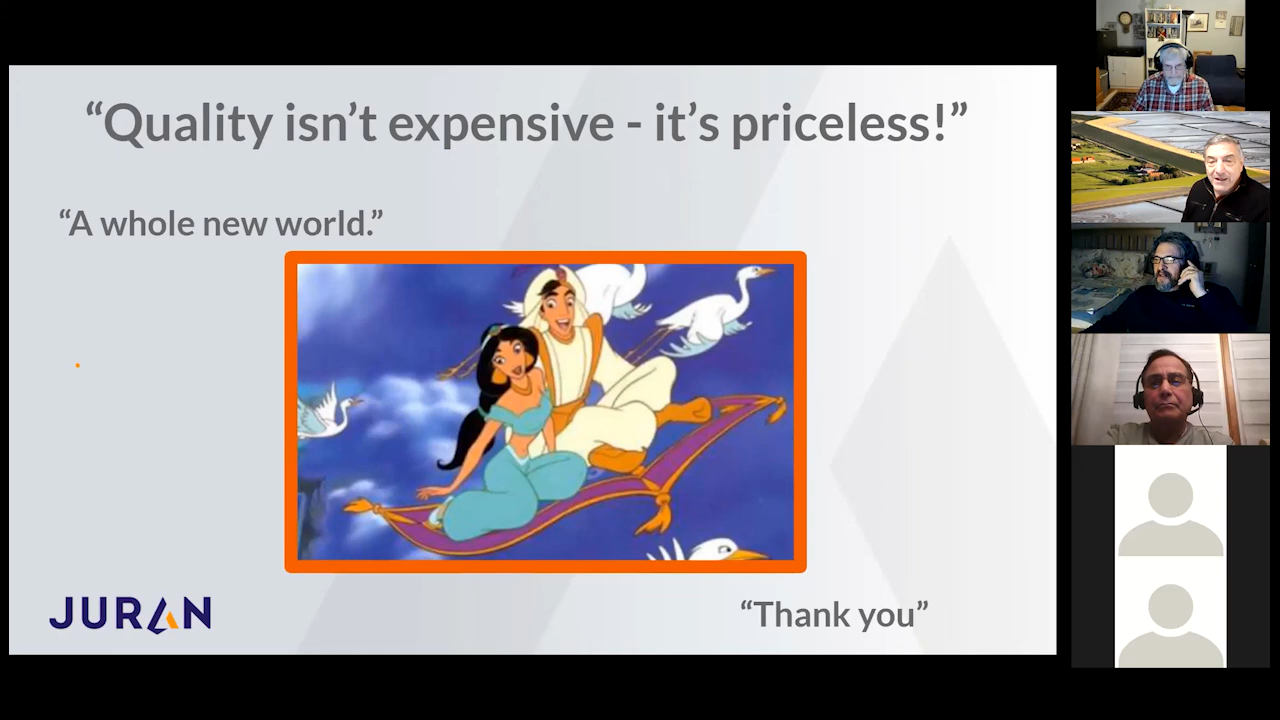 “Quality isn’t expensive - it’s priceless!”
“A whole new world.”
JURAN
“Thank you”